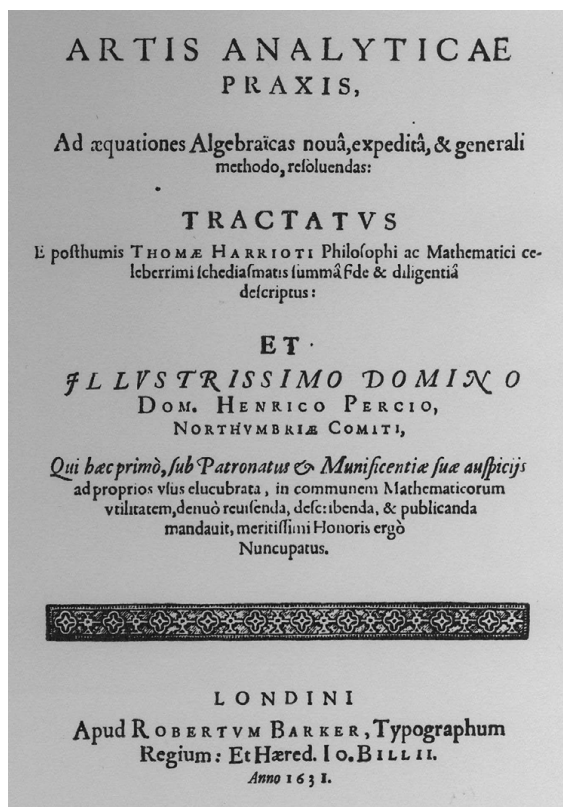 ARTIS ANALYTICAE
PRAXIS,
Ad æquationes Algebraïcas nouâ, expeditâ, & generali
methodo, reſoluendas:
TRACTATVS
E poſthumis THOMÆ HARRIOTI Philoſophi ac Mathematici ce-
leberrimi ſchediaſmatis ſummâ fide & diligentiâ
deſcriptus:
ET
ILLVSTRISSIMO DOMINO
DOM. HENRICO PERCIO,
NORTHVMBRIÆ COMITI,
Qui hæc primò, ſub Patronatus & Munificentiæ ſuæ auſpicijs
ad proprios vſus elucubrata, in communem Mathematicorum
vtilitatem, denuò reuiſenda, deſcribenda, & publicanda
mandauit, meritiſſimi Honoris ergò
Nuncupatus.
LONDINI
Apud ROBERTVM BARKER, Typographum
Regium: Et Hæred. IO. BILLII.
Anno 1631.